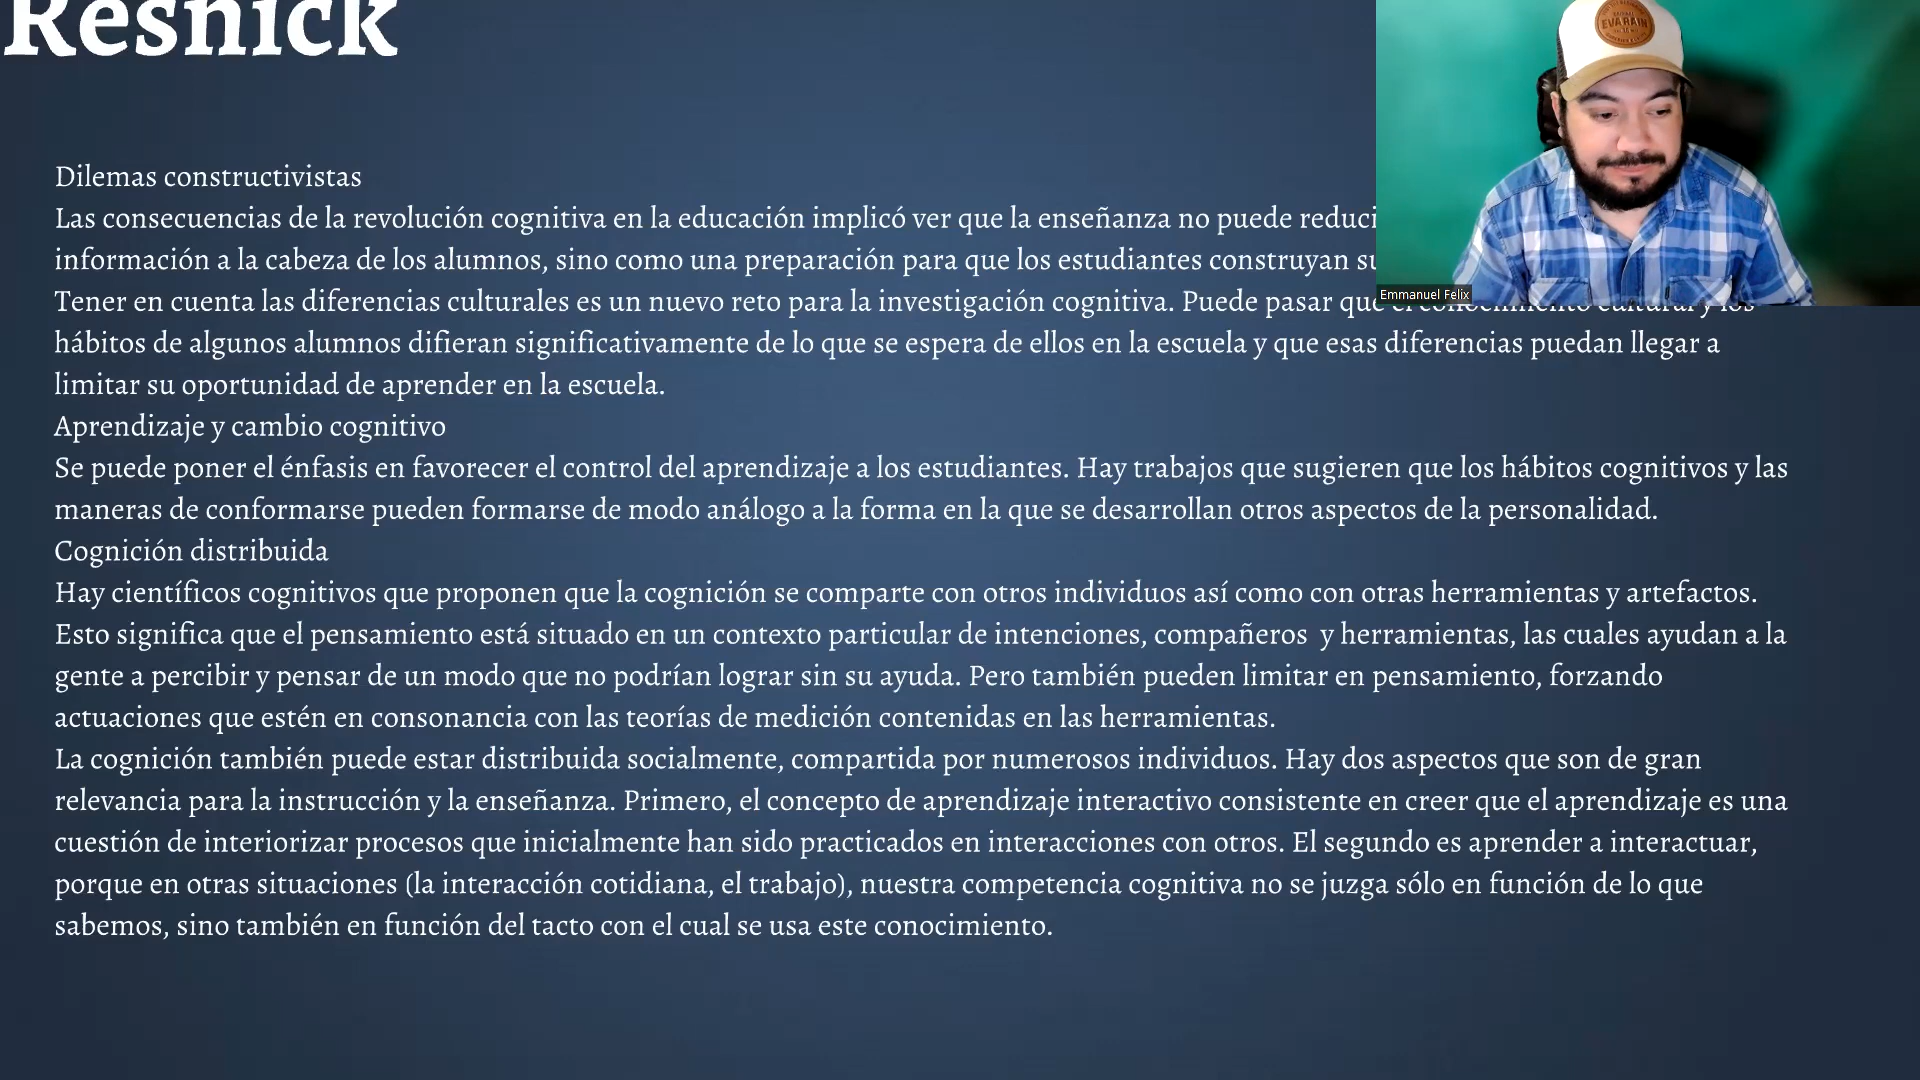 Resnick
EVARAIN
Dilemas constructivistas
Las consecuencias de la revolución cognitiva en la educación implicó ver que la enseñanza no puede
información a la cabeza de los alumnos, sino como una preparación para que los estudiantes construyan
Emmanuel Felix
Tener en cuenta las diferencias culturales es un nuevo reto para la investigación cognitiva. Puede pasar que el conocimiento cultural y los
hábitos de algunos alumnos difieran significativamente de lo que se espera de ellos en la escuela y que esas diferencias puedan llegar a
limitar su oportunidad de aprender en la escuela.
Aprendizaje y cambio cognitivo
Se puede poner el énfasis en favorecer el control del aprendizaje a los estudiantes. Hay trabajos que sugieren que los hábitos cognitivos y las
maneras de conformarse pueden formarse de modo análogo a la forma en la que se desarrollan otros aspectos de la personalidad.
Cognición distribuida
Hay científicos cognitivos que proponen que la cognición se comparte con otros individuos así como con otras herramientas y artefactos.
Esto significa que el pensamiento está situado en un contexto particular de intenciones, compañeros y herramientas, las cuales ayudan a la
gente a percibir y pensar de un modo que no podrían lograr sin su ayuda. Pero también pueden limitar en pensamiento, forzando
actuaciones que estén en consonancia con las teorías de medición contenidas en las herramientas.
La cognición también puede estar distribuida socialmente, compartida por numerosos individuos. Hay dos aspectos que son de gran
relevancia para la instrucción y la enseñanza. Primero, el concepto de aprendizaje interactivo consistente en creer que el aprendizaje es una
cuestión de interiorizar procesos que inicialmente han sido practicados en interacciones con otros. El segundo es aprender a interactuar,
porque en otras situaciones (la interacción cotidiana, el trabajo), nuestra competencia cognitiva no se juzga sólo en función de lo que
sabemos, sino también en función del tacto con el cual se usa este conocimiento.